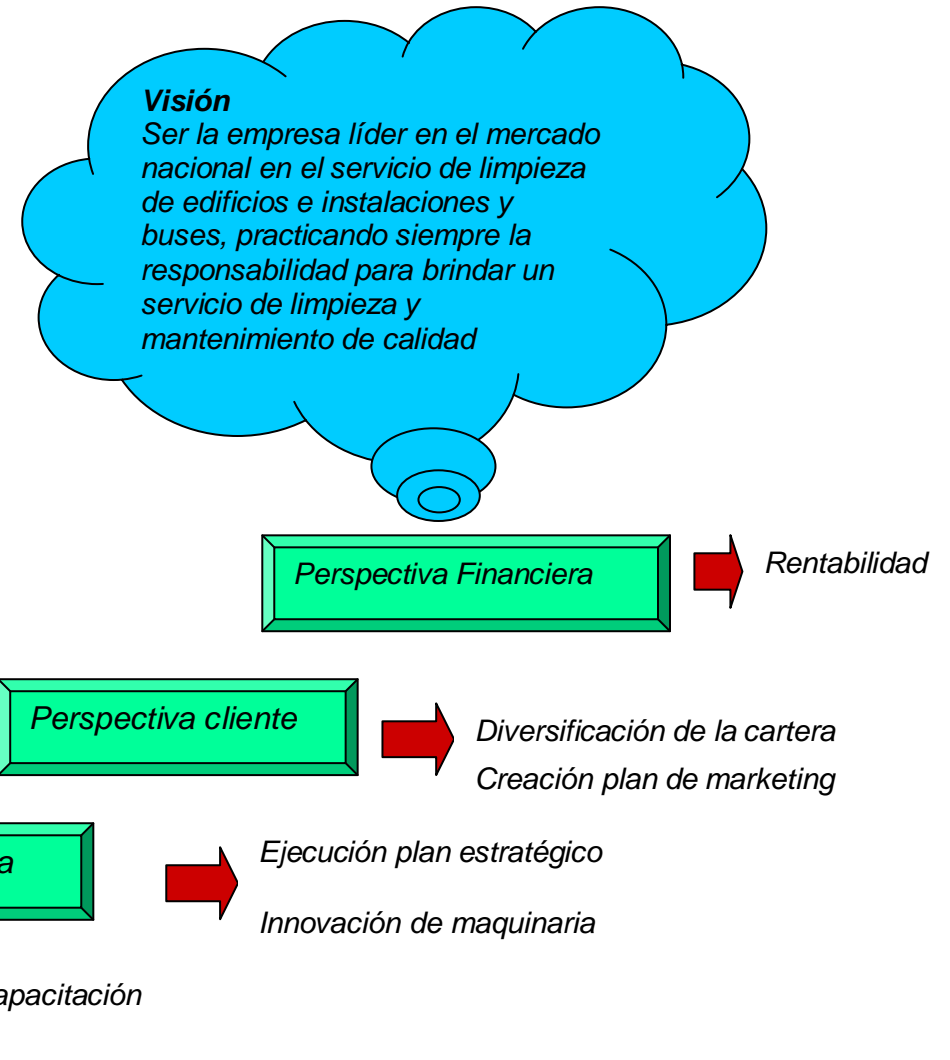 Visión
Ser la empresa líder en el mercado
nacional en el servicio de limpieza
de edificios e instalaciones y
buses, practicando siempre la
responsabilidad para brindar un
servicio de limpieza y
mantenimiento de calidad
Perspectiva Financiera
Rentabilidad
Perspectiva cliente
Diversificación de la cartera
Creación plan de marketing
a
Ejecución plan estratégico
Innovación de maquinaria
apacitación